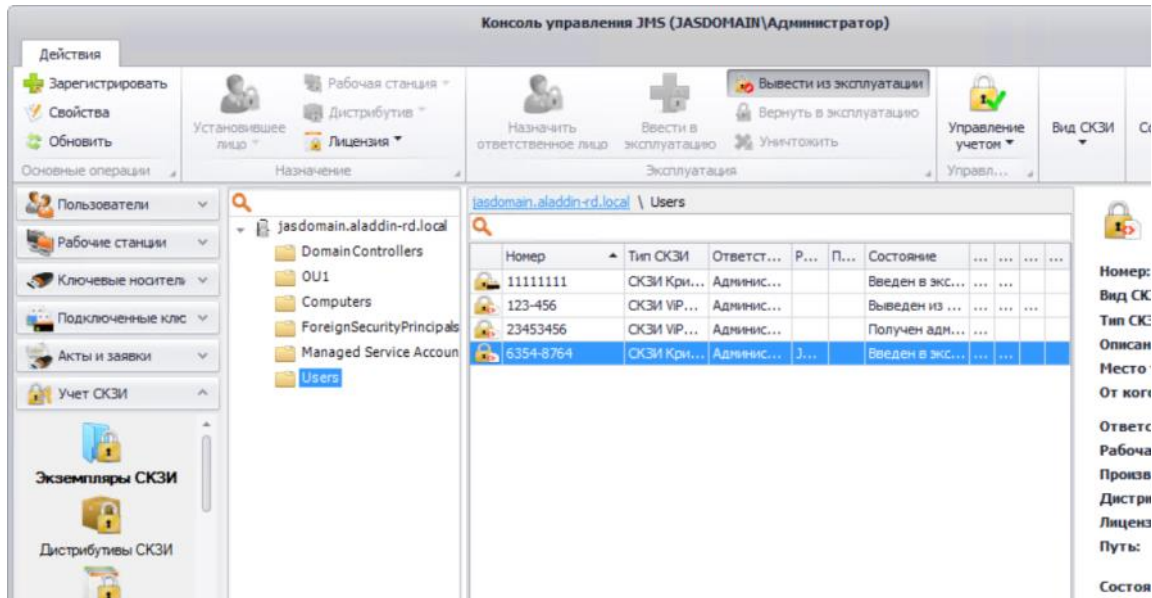 Консоль управления JMS (JASDOMAIN\Администратор)
Действия
Зарегистрировать
Свойства
Обновить
Основные операции
Установившее лицо
Рабочая станция
Дистрибутив
Лицензия
Назначение
Назначить ответственное лицо
Ввести в эксплуатацию
Вывести из эксплуатации
Вернуть в эксплуатацию
Уничтожить
Эксплуатация
Управление учетом
Управл...
Вид СКЗИ
Со
Пользователи
Рабочие станции
Ключевые носители
Подключенные клю
Акты и заявки
Учет СКЗИ
Экземпляры СКЗИ
Дистрибутивы СКЗИ
jasdomain.aladdin-rd.local
Domain Controllers
OU1
Computers
ForeignSecurityPrincipals
Managed Service Accoun
Users
jasdomain.aladdin-rd.local \ Users
Номер Тип СКЗИ Ответст... Р... П... Состояние ... ... ... ...
11111111 СКЗИ Кри... Админис... Введен в экс... ... ...
123-456 СКЗИ ViP... Админис... Выведен из ... ... ... ...
23453456 СКЗИ ViP... Админис... Получен адм... ...
6354-8764 СКЗИ Кри... Админис... J... Введен в экс... ... ...
Номер:
Вид СК
Тип СКЗ
Описан
Место
От кого
Ответс
Рабоча
Произв
Дистри
Лиценз
Путь:
Состоя